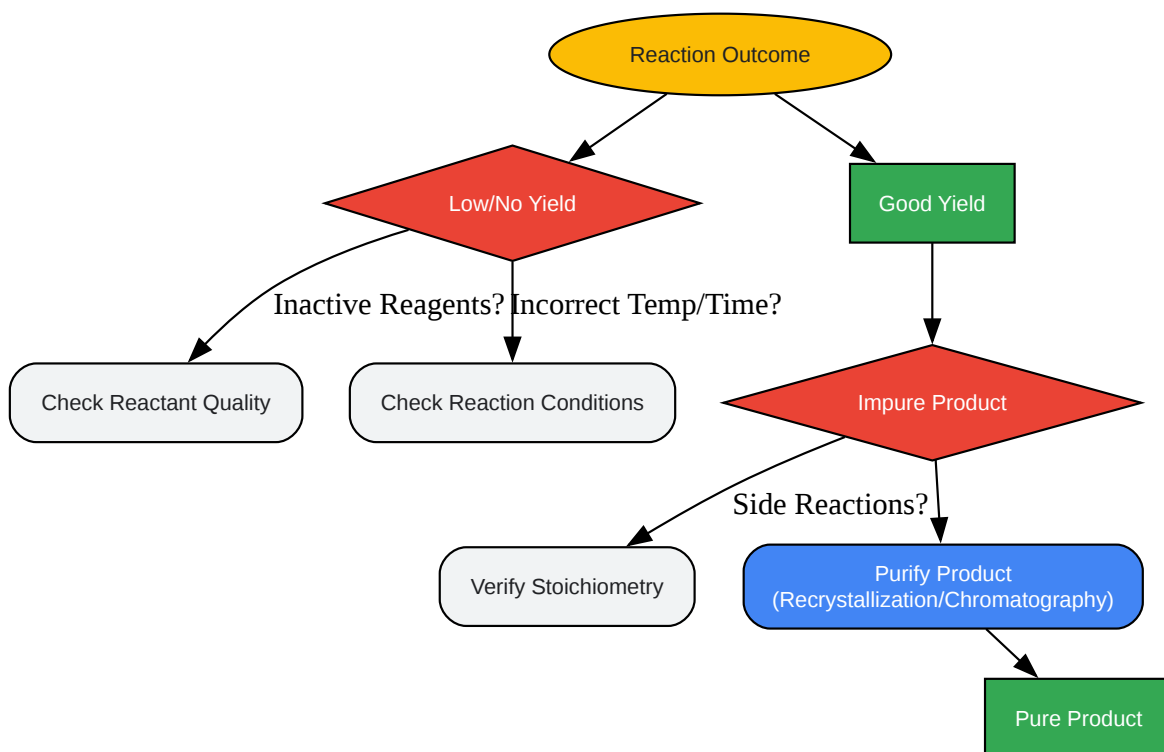 Reaction Outcome
Low/No Yield
Good Yield
Inactive Reagents?
Incorrect Temp/Time?
Check Reactant Quality
Check Reaction Conditions
Impure Product
Side Reactions?
Verify Stoichiometry
Purify Product
(Recrystallization/Chromatography)
Pure Product